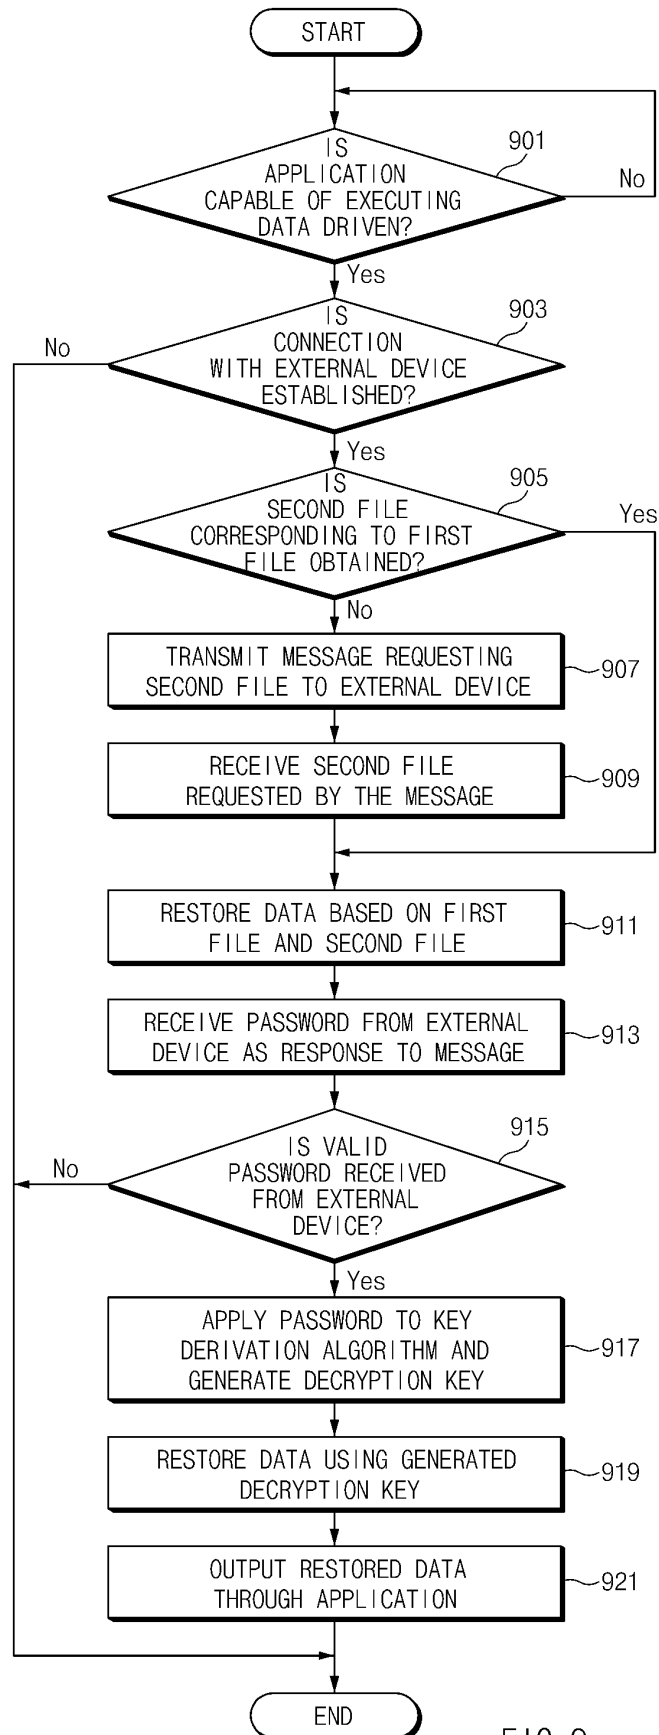 START
IS
APPLICATION
CAPABLE OF EXECUTING
DATA DRIVEN?
901
No
Yes
IS
CONNECTION
WITH EXTERNAL DEVICE
ESTABLISHED?
903
No
Yes
IS
SECOND FILE
CORRESPONDING TO FIRST
FILE OBTAINED?
905
Yes
No
TRANSMIT MESSAGE REQUESTING
SECOND FILE TO EXTERNAL DEVICE
907
RECEIVE SECOND FILE
REQUESTED BY THE MESSAGE
909
RESTORE DATA BASED ON FIRST
FILE AND SECOND FILE
911
RECEIVE PASSWORD FROM EXTERNAL
DEVICE AS RESPONSE TO MESSAGE
913
IS VALID
PASSWORD RECEIVED
FROM EXTERNAL
DEVICE?
915
No
Yes
APPLY PASSWORD TO KEY
DERIVATION ALGORITHM AND
GENERATE DECRYPTION KEY
917
RESTORE DATA USING GENERATED
DECRYPTION KEY
919
OUTPUT RESTORED DATA
THROUGH APPLICATION
921
END